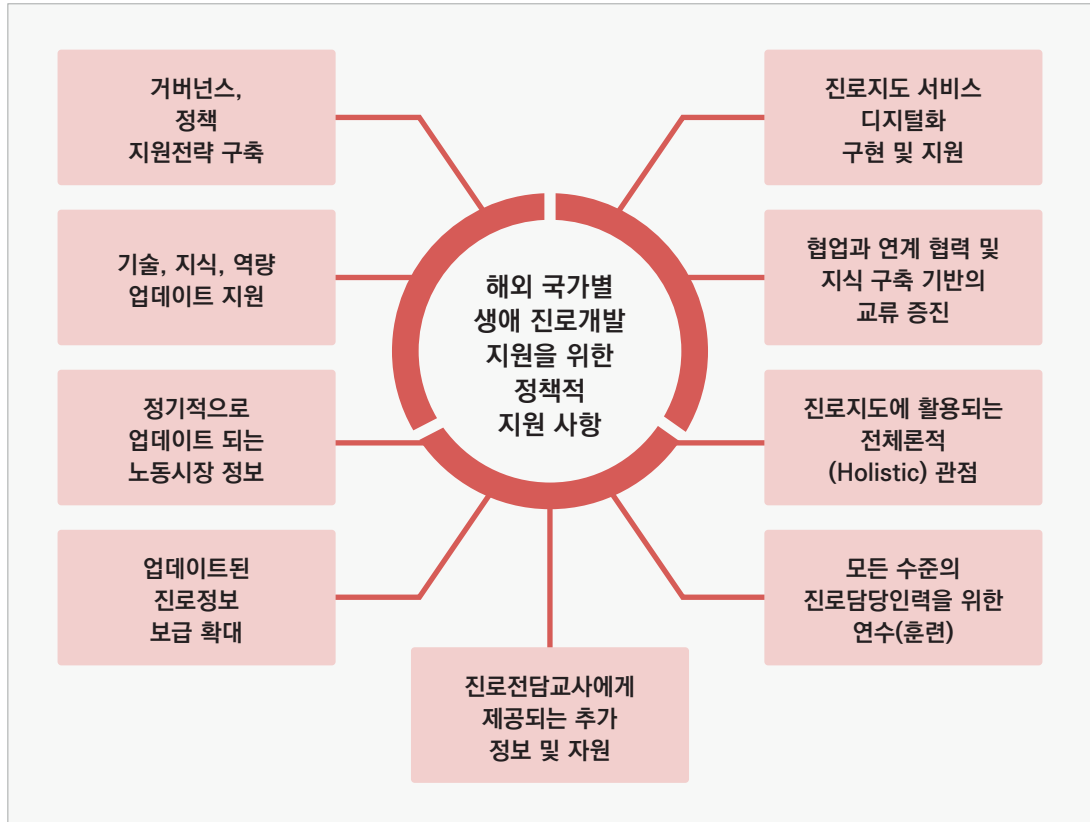 거버넌스,
정책
지원전략 구축
기술, 지식, 역량
업데이트 지원
정기적으로
업데이트 되는
노동시장 정보
업데이트된
진로정보
보급 확대
해외 국가별
생애 진로개발
지원을 위한
정책적
지원 사항
진로전담교사에게
제공되는 추가
정보 및 자원
진로지도 서비스
디지털화
구현 및 지원
협업과 연계 협력 및
지식 구축 기반의
교류 증진
진로지도에 활용되는
전체론적
(Holistic) 관점
모든 수준의
진로담당인력을 위한
연수(훈련)